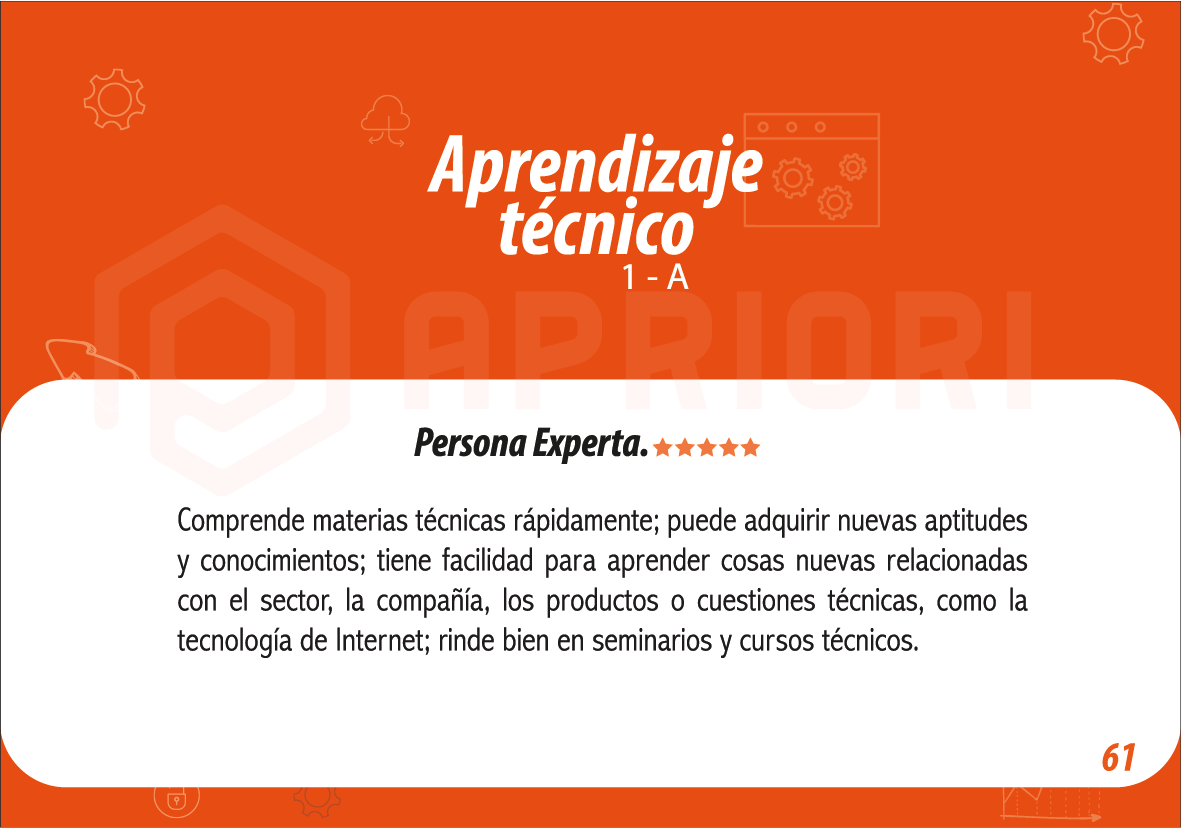 Aprendizaje
técnico
1 - A
APRIORI
Persona Experta.
Comprende materias técnicas rápidamente; puede adquirir nuevas aptitudes
y conocimientos; tiene facilidad para aprender cosas nuevas relacionadas
con el sector, la compañía, los productos o cuestiones técnicas, como la
tecnología de Internet; rinde bien en seminarios y cursos técnicos.
61